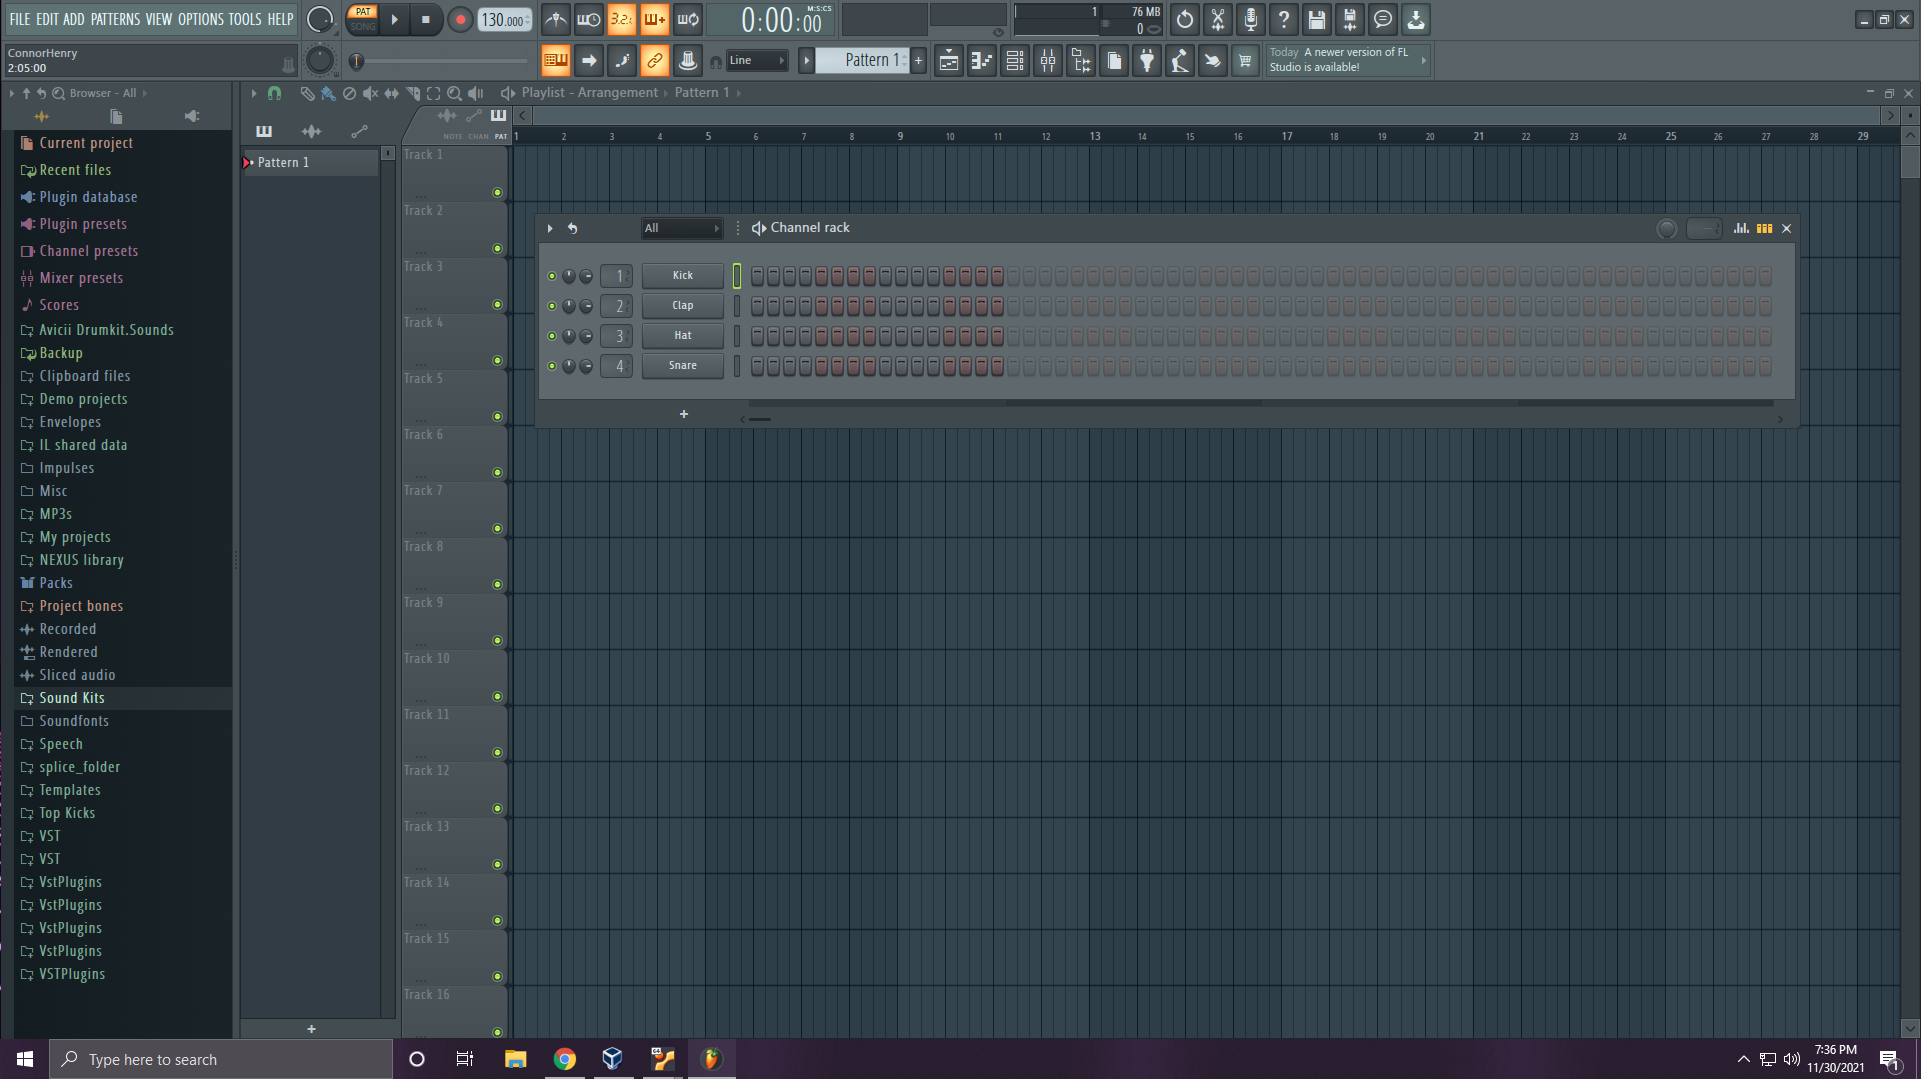 FILE EDIT ADD PATTERNS VIEW OPTIONS TOOLS HELP
PAT
SONG
130.000
3.2.
0:00:00
M:S:CS
1
76 MB
0
ConnorHenry
2:05:00
Line
Pattern 1
+
Today A newer version of FL
Studio is available!
Browser - All
Playlist - Arrangement
Pattern 1
NOTE CHAN PAT
1 2 3 4 5 6 7 8 9 10 11 12 13 14 15 16 17 18 19 20 21 22 23 24 25 26 27 28 29
Current project
Recent files
Plugin database
Plugin presets
Channel presets
Mixer presets
Scores
Avicii Drumkit.Sounds
Backup
Clipboard files
Demo projects
Envelopes
IL shared data
Impulses
Misc
MP3s
My projects
NEXUS library
Packs
Project bones
Recorded
Rendered
Sliced audio
Sound Kits
Soundfonts
Speech
splice_folder
Templates
Top Kicks
VST
VST
VstPlugins
VstPlugins
VstPlugins
VstPlugins
VSTPlugins
Pattern 1
+
Track 1
Track 2
Track 3
Track 4
Track 5
Track 6
Track 7
Track 8
Track 9
Track 10
Track 11
Track 12
Track 13
Track 14
Track 15
Track 16
All
Channel rack
1 Kick
2 Clap
3 Hat
4 Snare
+
Type here to search
7:36 PM
11/30/2021
1